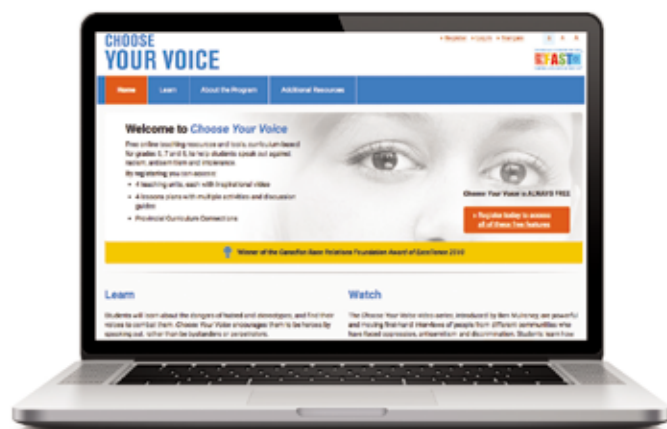 CHOOSE
YOUR VOICE
• Register • Log In • Français A A A
FAST
Home Learn About the Program Additional Resources
Welcome to Choose Your Voice
Free online teaching resources and tools, curriculum-based
for grades 6, 7 and 8, to help students speak out against
racism, antisemitism and intolerance.
By registering you can access:
• 4 teaching units, each with inspirational video
• 4 lessons plans with multiple activities and discussion
guides
• Provincial Curriculum Connections
Choose Your Voice is ALWAYS FREE
• Register today to access
all of these free features
Winner of the Canadian Race Relations Foundation Award of Excellence 2010
Learn
Watch
Students will learn about the dangers of hatred and stereotypes, and find their
voices to combat them. Choose Your Voice encourages them to be heroes by
speaking out, rather than be bystanders or perpetrators.
The Choose Your Voice video series, introduced by Ben Mulroney, are powerful
and moving first-hand interviews of people from different communities who
have faced oppression, antisemitism and discrimination. Students learn how